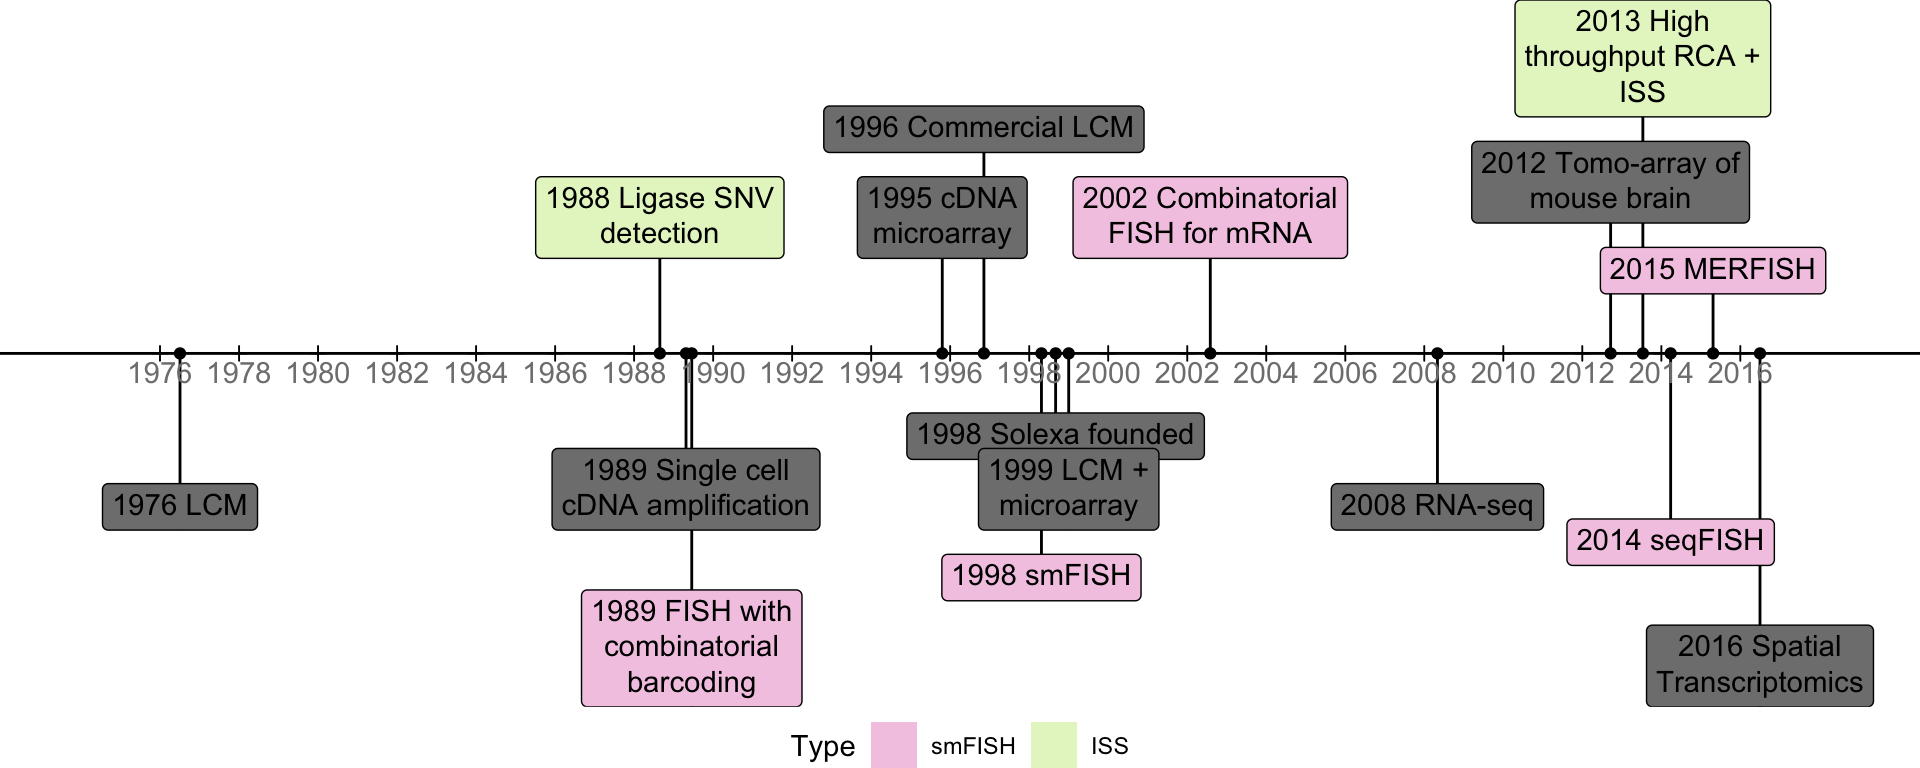 2013 High
throughput RCA +
ISS
1996 Commercial LCM
2012 Tomo-array of
mouse brain
1988 Ligase SNV
detection
1995 cDNA
microarray
2002 Combinatorial
FISH for mRNA
2015 MERFISH
1976 1978 1980 1982 1984 1986 1988 1990 1992 1994 1996 1998 2000 2002 2004 2006 2008 2010 2012 2014 2016
1998 Solexa founded
1989 Single cell
cDNA amplification
1999 LCM +
microarray
1976 LCM
2008 RNA-seq
2014 seqFISH
1998 smFISH
1989 FISH with
combinatorial
barcoding
2016 Spatial
Transcriptomics
Type smFISH ISS